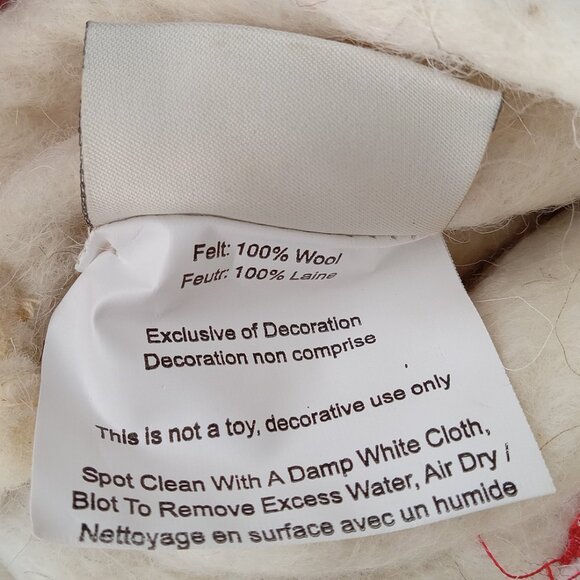 Felt: 100% Wool
Feutr: 100% Laine
Exclusive of Decoration
Decoration non comprise
This is not a toy, decorative use only
Spot Clean With A Damp White Cloth,
Blot To Remove Excess Water, Air Dry /
Nettoyage en surface avec un humide